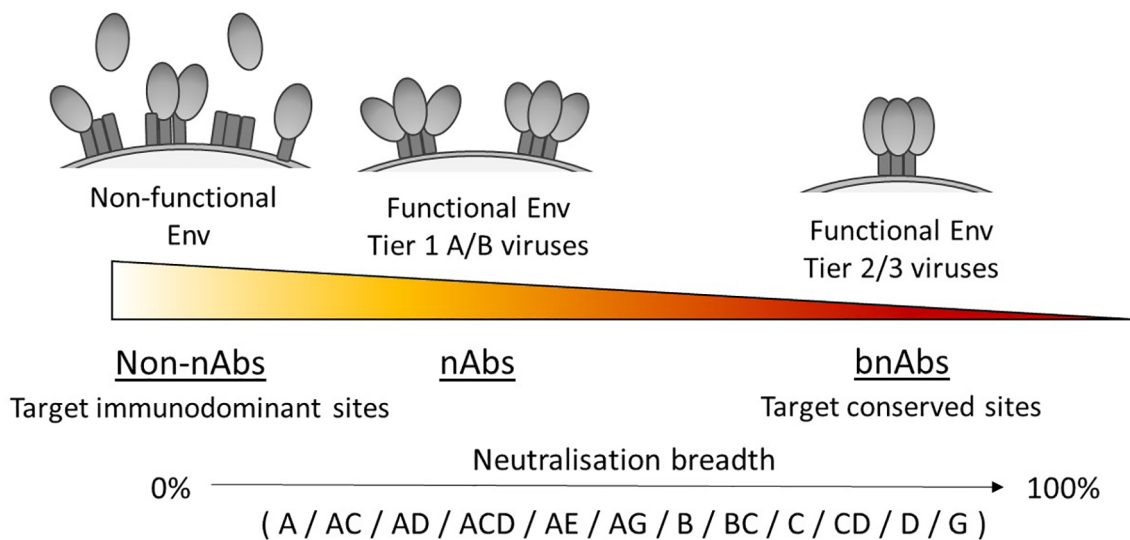 Non-functional
Env
Functional Env
Tier 1 A/B viruses
Functional Env
Tier 2/3 viruses
Non-nAbs
nAbs
bnAbs
Target immunodominant sites
Target conserved sites
Neutralisation breadth
0%
100%
( A / AC / AD / ACD / AE / AG / B / BC / C / CD / D / G )